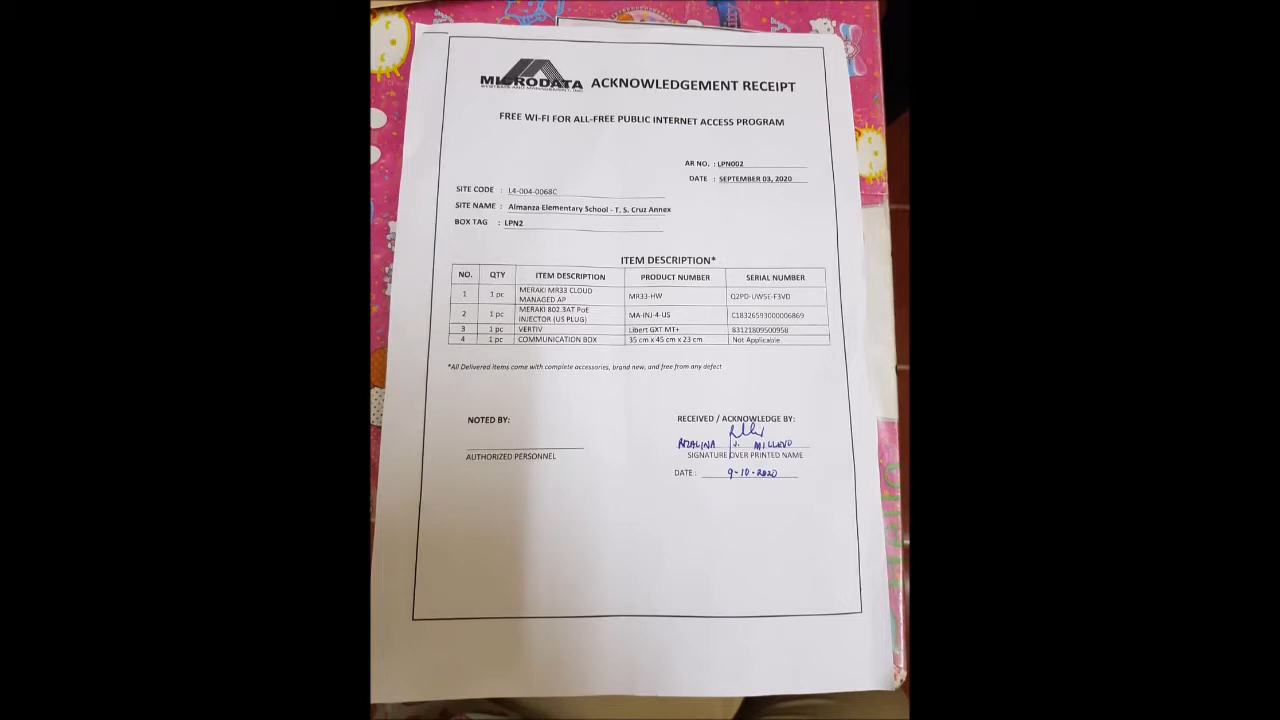 MICRODATA ACKNOWLEDGEMENT RECEIPT
SYSTEMS AND MANAGEMENT, INC.
FREE WI-FI FOR ALL-FREE PUBLIC INTERNET ACCESS PROGRAM
AR NO. : LPN002
DATE : SEPTEMBER 03, 2020
SITE CODE : L4-004-0068C
SITE NAME : Almanza Elementary School - T. S. Cruz Annex
BOX TAG : LPN2
ITEM DESCRIPTION*
NO. QTY ITEM DESCRIPTION PRODUCT NUMBER SERIAL NUMBER
1 1 pc MERAKI MR33 CLOUD MANAGED AP MR33-HW Q2PD-UW5E-F3VD
2 1 pc MERAKI 802.3AT PoE INJECTOR (US PLUG) MA-INJ-4-US C18326593000006869
3 1 pc VERTIV Libert GXT MT+ 83121809500958
4 1 pc COMMUNICATION BOX 35 cm x 45 cm x 23 cm Not Applicable
*All Delivered items come with complete accessories, brand new, and free from any defect
NOTED BY:
AUTHORIZED PERSONNEL
RECEIVED / ACKNOWLEDGE BY:
J.
SIGNATURE OVER PRINTED NAME
DATE : 9-10-2020